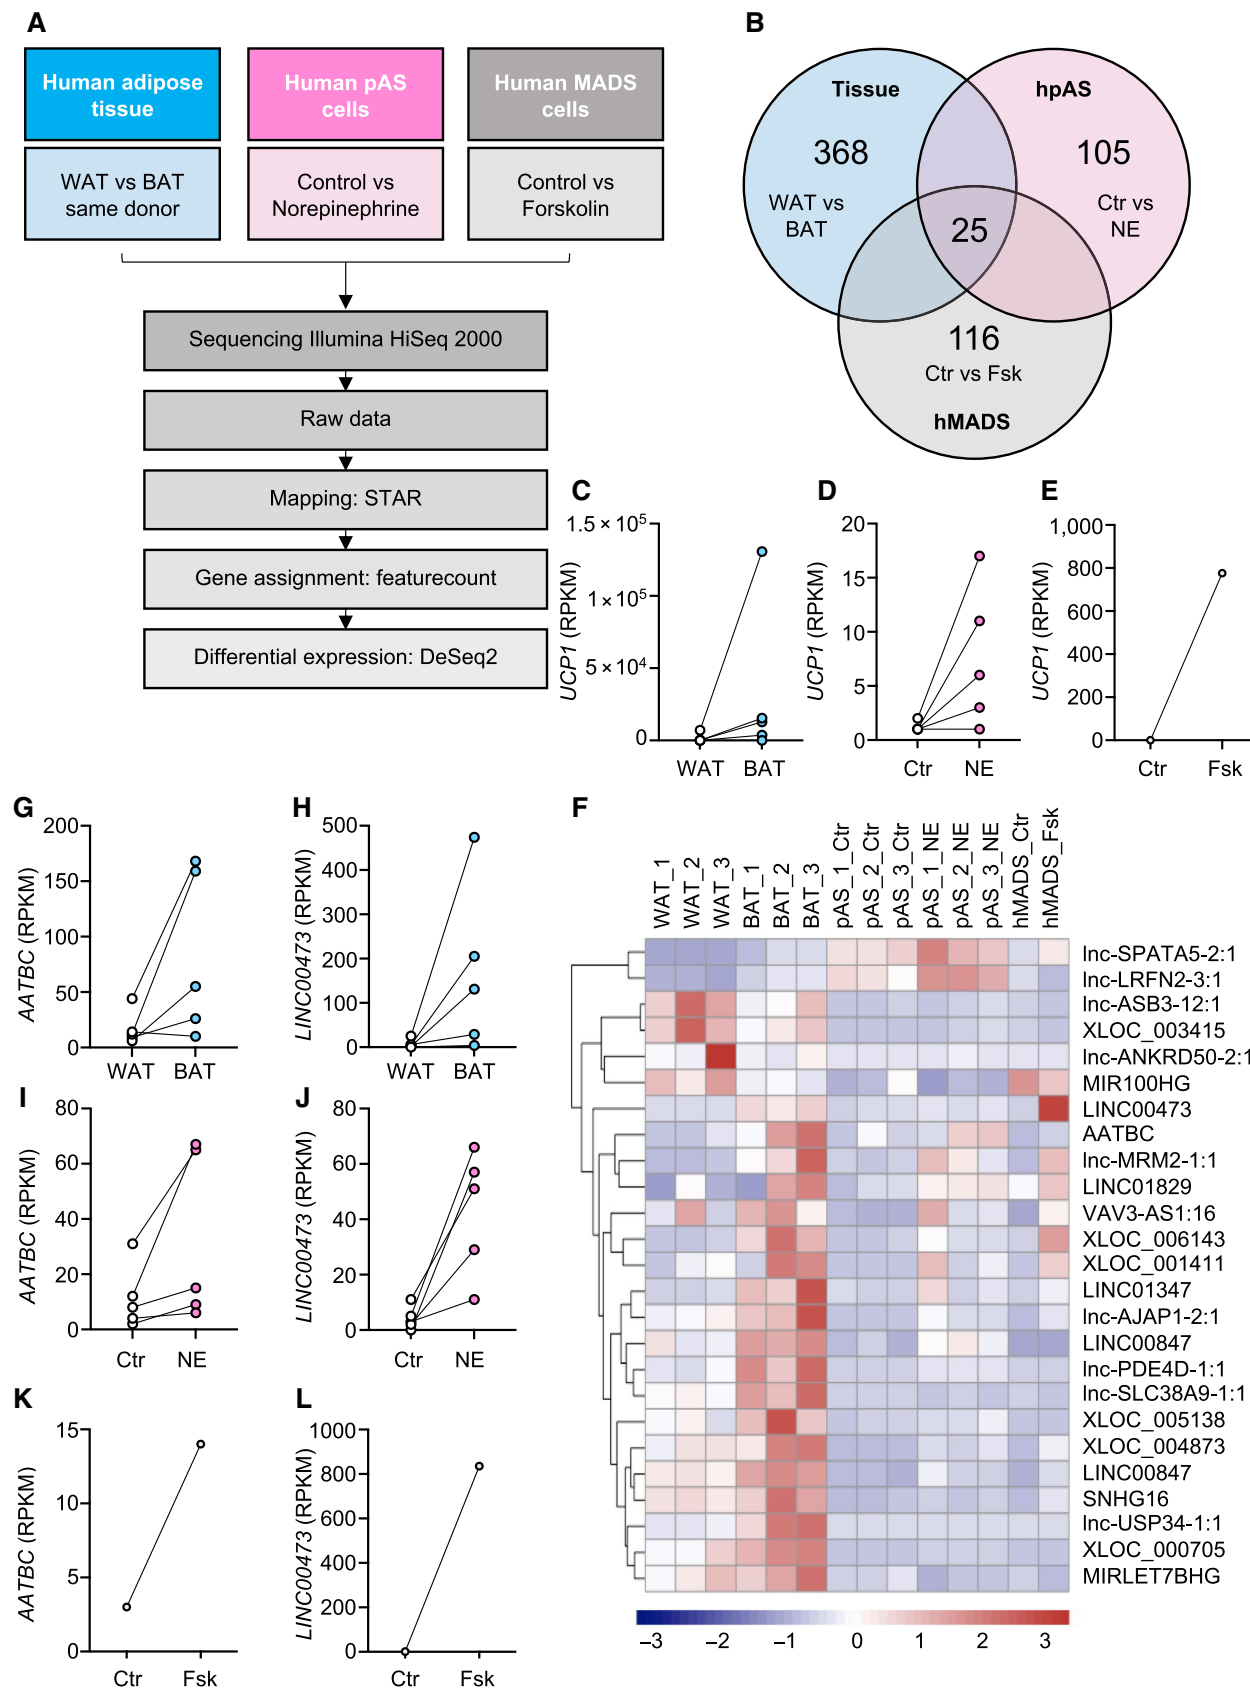 A
Human adipose
tissue
Human pAS
cells
Human MADS
cells
WAT vs BAT
same donor
Control vs
Norepinephrine
Control vs
Forskolin
Sequencing Illumina HiSeq 2000
Raw data
Mapping: STAR
Gene assignment: featurecount
Differential expression: DeSeq2
B
Tissue
hpAS
368
105
WAT vs
BAT
Ctr vs
NE
25
116
Ctr vs Fsk
hMADS
C
UCP1 (RPKM)
1.5 × 10⁵
1 × 10⁵
5 × 10⁴
0
WAT BAT
D
UCP1 (RPKM)
20
15
10
5
0
Ctr NE
E
UCP1 (RPKM)
1,000
800
600
400
200
0
Ctr Fsk
G
AATBC (RPKM)
200
150
100
50
0
WAT BAT
H
LINC00473 (RPKM)
500
400
300
200
100
0
WAT BAT
I
AATBC (RPKM)
80
60
40
20
0
Ctr NE
J
LINC00473 (RPKM)
80
60
40
20
0
Ctr NE
K
AATBC (RPKM)
15
10
5
0
Ctr Fsk
L
LINC00473 (RPKM)
1000
800
600
400
200
0
Ctr Fsk
F
WAT_1
WAT_2
WAT_3
BAT_1
BAT_2
BAT_3
pAS_1_Ctr
pAS_2_Ctr
pAS_3_Ctr
pAS_1_NE
pAS_2_NE
pAS_3_NE
hMADS_Ctr
hMADS_Fsk
lnc-SPATA5-2:1
lnc-LRFN2-3:1
lnc-ASB3-12:1
XLOC_003415
lnc-ANKRD50-2:1
MIR100HG
LINC00473
AATBC
lnc-MRM2-1:1
LINC01829
VAV3-AS1:16
XLOC_006143
XLOC_001411
LINC01347
lnc-AJAP1-2:1
LINC00847
lnc-PDE4D-1:1
lnc-SLC38A9-1:1
XLOC_005138
XLOC_004873
LINC00847
SNHG16
lnc-USP34-1:1
XLOC_000705
MIRLET7BHG
–3 –2 –1 0 1 2 3